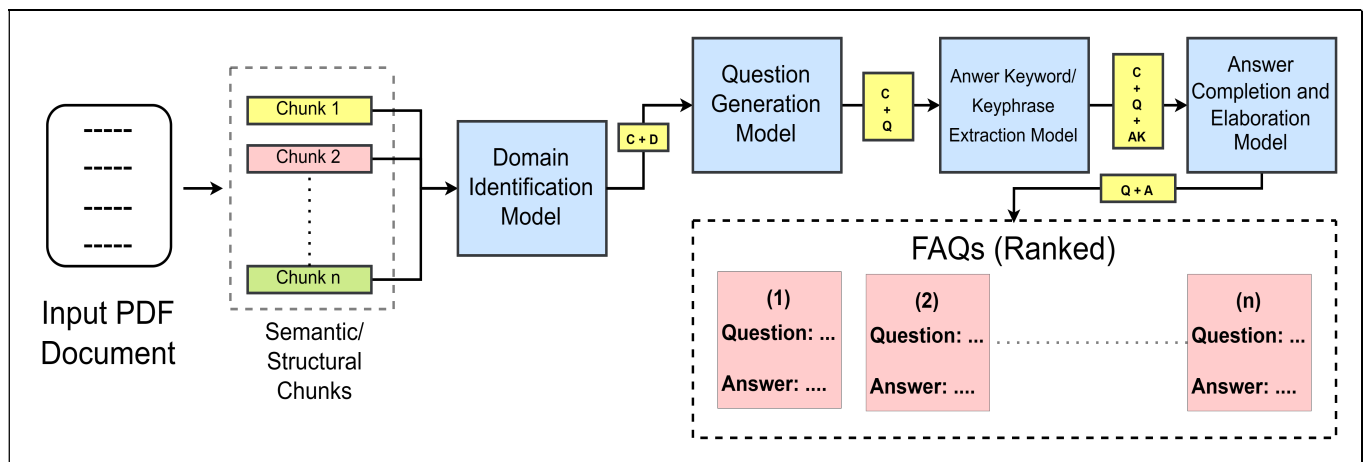 Input PDF
Document
Chunk 1
Chunk 2
Chunk n
Semantic/
Structural
Chunks
Domain
Identification
Model
C + D
Question
Generation
Model
C
+
Q
Anwer Keyword/
Keyphrase
Extraction Model
C
+
Q
+
AK
Answer
Completion and
Elaboration
Model
Q + A
FAQs (Ranked)
(1)
Question: ...
Answer: ....
(2)
Question: ...
Answer: ....
(n)
Question: ...
Answer: ....